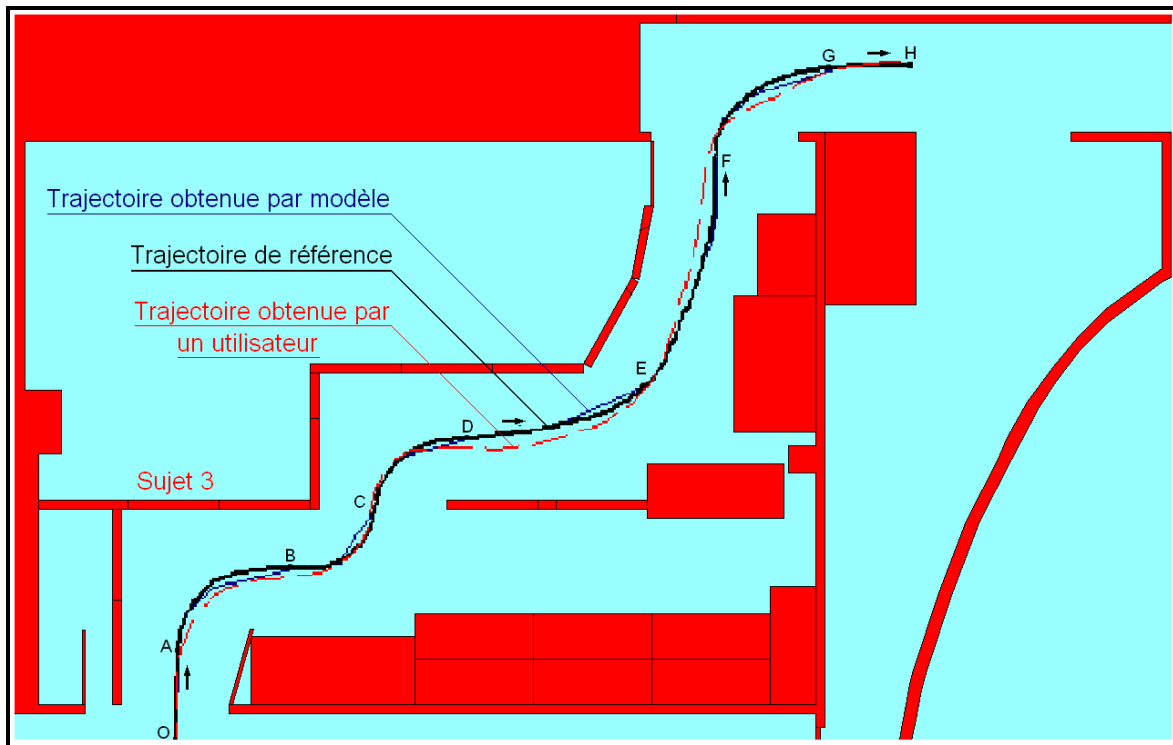 G
H
F
Trajectoire obtenue par modèle
Trajectoire de référence
Trajectoire obtenue par
un utilisateur
E
D
Sujet 3
C
B
A
O